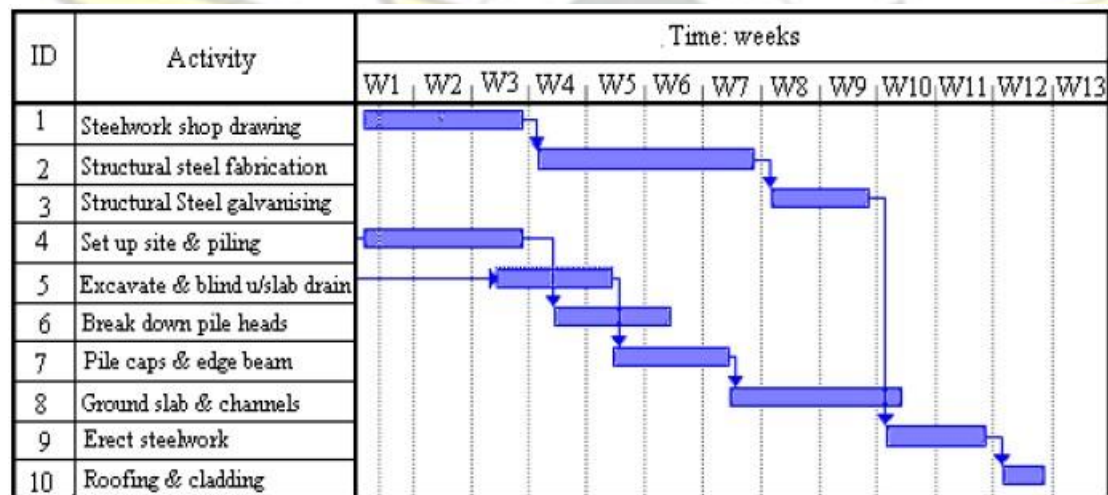 ID Activity Time: weeks
W1 W2 W3 W4 W5 W6 W7 W8 W9 W10 W11 W12 W13
1 Steelwork shop drawing
2 Structural steel fabrication
3 Structural Steel galvanising
4 Set up site & piling
5 Excavate & blind u/slab drain
6 Break down pile heads
7 Pile caps & edge beam
8 Ground slab & channels
9 Erect steelwork
10 Roofing & cladding